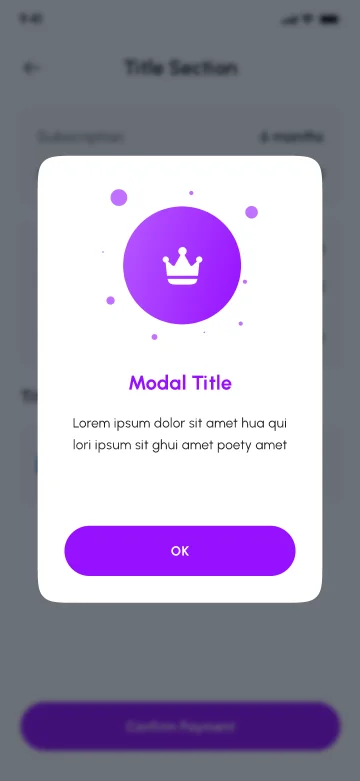 9:41
Title Section
Subscription
6 months
Modal Title
Lorem ipsum dolor sit amet hua qui
lori ipsum sit ghui amet poety amet
OK
Confirm Payment